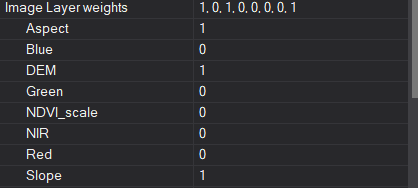 Image Layer weights 1, 0, 1, 0, 0, 0, 0, 1
Aspect 1
Blue 0
DEM 1
Green 0
NDVI_scale 0
NIR 0
Red 0
Slope 1